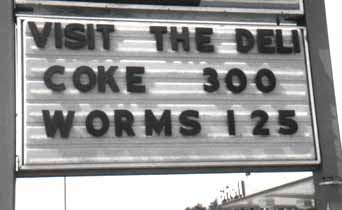 VISIT THE DELI
COKE 300
WORMS 125